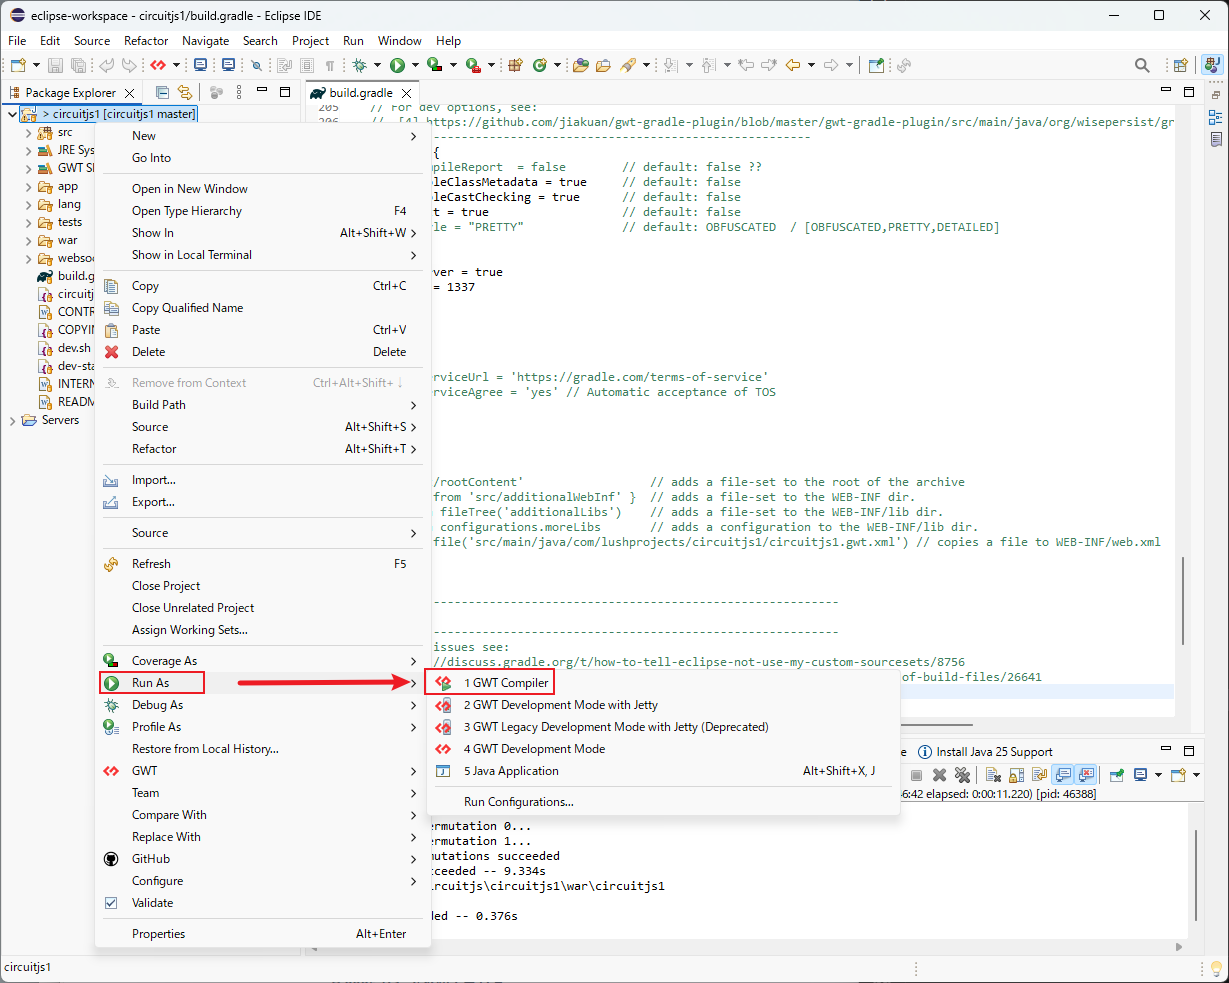 eclipse-workspace - circuitjs1/build.gradle - Eclipse IDE
File Edit Source Refactor Navigate Search Project Run Window Help
Package Explorer
build.gradle
> circuitjs1 [circuitjs1 master]
src
JRE Sys
GWT S
app
lang
tests
war
webso
build.g
circuitj
CONTR
COPYIN
dev.sh
dev-sta
INTERN
READM
Servers
New
Go Into
Open in New Window
Open Type Hierarchy F4
Show In Alt+Shift+W
Show in Local Terminal
Copy Ctrl+C
Copy Qualified Name
Paste Ctrl+V
Delete Delete
Remove from Context Ctrl+Alt+Shift+↓
Build Path
Source Alt+Shift+S
Refactor Alt+Shift+T
Import...
Export...
Source
Refresh F5
Close Project
Close Unrelated Project
Assign Working Sets...
Coverage As
Run As
Debug As
Profile As
Restore from Local History...
GWT
Team
Compare With
Replace With
GitHub
Configure
Validate
Properties Alt+Enter
1 GWT Compiler
2 GWT Development Mode with Jetty
3 GWT Legacy Development Mode with Jetty (Deprecated)
4 GWT Development Mode
5 Java Application Alt+Shift+X, J
Run Configurations...
205 // For dev options, see:
206 // [4] https://github.com/jiakuan/gwt-gradle-plugin/blob/master/gwt-gradle-plugin/src/main/java/org/wisepersist/gr
------------------------------------------------------
{
mpileReport = false // default: false ??
bleClassMetadata = true // default: false
bleCastChecking = true // default: false
t = true // default: false
yle = "PRETTY" // default: OBFUSCATED / [OBFUSCATED,PRETTY,DETAILED]
rver = true
= 1337
erviceUrl = 'https://gradle.com/terms-of-service'
erviceAgree = 'yes' // Automatic acceptance of TOS
/rootContent' // adds a file-set to the root of the archive
from 'src/additionalWebInf' } // adds a file-set to the WEB-INF dir.
fileTree('additionalLibs') // adds a file-set to the WEB-INF/lib dir.
configurations.moreLibs // adds a configuration to the WEB-INF/lib dir.
file('src/main/java/com/lushprojects/circuitjs1/circuitjs1.gwt.xml') // copies a file to WEB-INF/web.xml
----------------------------------------------------------
----------------------------------------------------------
issues see:
//discuss.gradle.org/t/how-to-tell-eclipse-not-use-my-custom-sourcesets/8756
of-build-files/26641
e Install Java 25 Support
46:42 elapsed: 0:00:11.220) [pid: 46388]
ermutation 0...
ermutation 1...
mutations succeeded
cceeded -- 9.334s
ircuitjs\circuitjs1\war\circuitjs1
ded -- 0.376s
circuitjs1